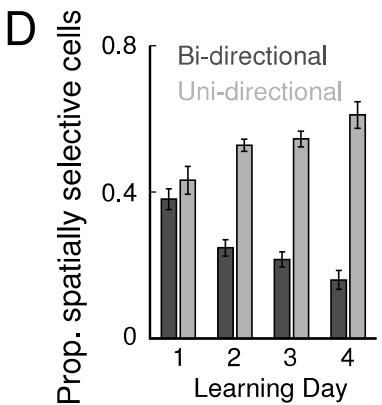 D
Prop. spatially selective cells
0.8
0.4
0
Bi-directional
Uni-directional
1 2 3 4
Learning Day